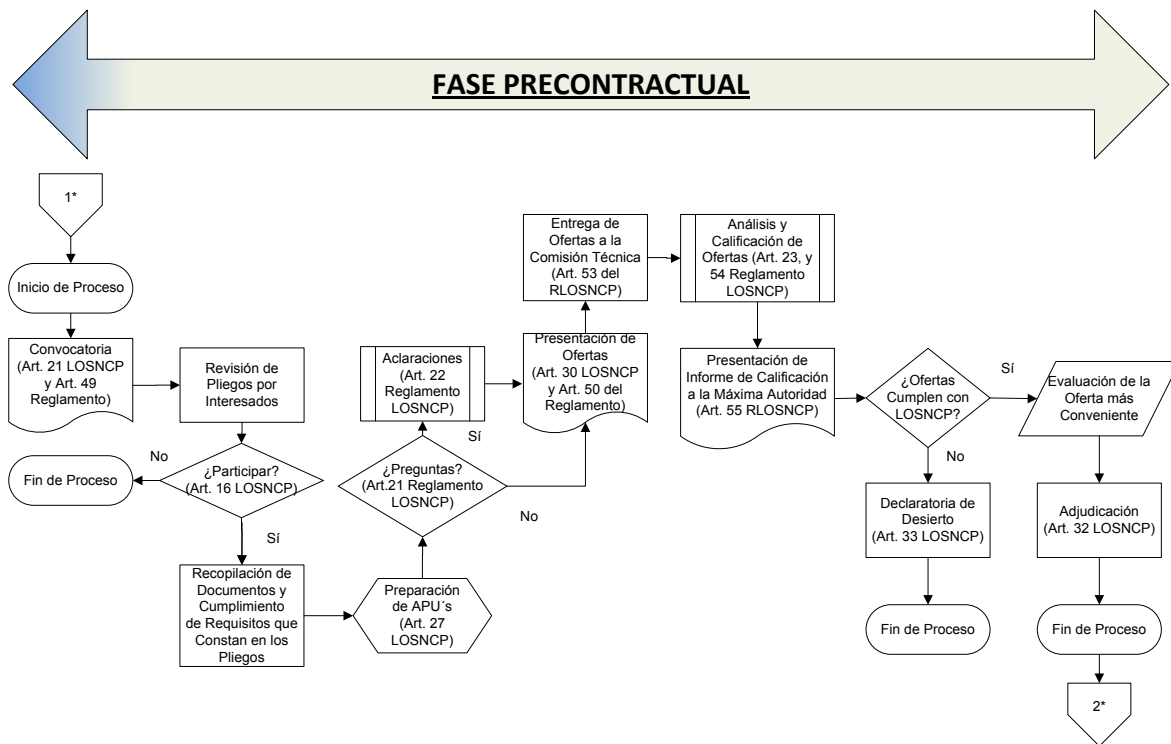 FASE PRECONTRACTUAL
1*
Inicio de Proceso
Convocatoria
(Art. 21 LOSNCP
y Art. 49
Reglamento)
Revisión de
Pliegos por
Interesados
¿Participar?
(Art. 16 LOSNCP)
No
Fin de Proceso
Sí
Recopilación de
Documentos y
Cumplimiento
de Requisitos que
Constan en los
Pliegos
Preparación
de APU´s
(Art. 27
LOSNCP)
¿Preguntas?
(Art.21 Reglamento
LOSNCP)
Sí
No
Aclaraciones
(Art. 22
Reglamento
LOSNCP)
Presentación de
Ofertas
(Art. 30 LOSNCP
y Art. 50 del
Reglamento)
Entrega de
Ofertas a la
Comisión Técnica
(Art. 53 del
RLOSNCP)
Análisis y
Calificación de
Ofertas (Art. 23, y
54 Reglamento
LOSNCP)
Presentación de
Informe de Calificación
a la Máxima Autoridad
(Art. 55 RLOSNCP)
¿Ofertas
Cumplen con
LOSNCP?
Sí
No
Declaratoria de
Desierto
(Art. 33 LOSNCP)
Fin de Proceso
Evaluación de la
Oferta más
Conveniente
Adjudicación
(Art. 32 LOSNCP)
Fin de Proceso
2*